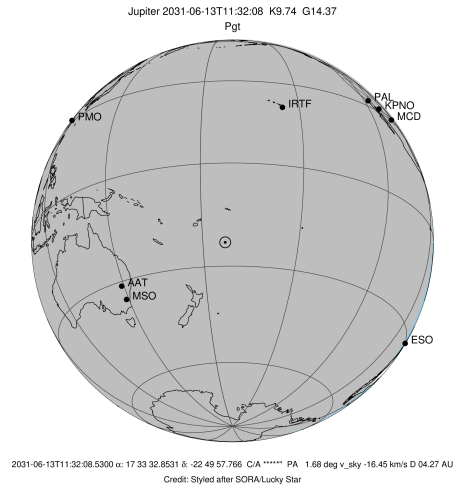 Jupiter 2031-06-13T11:32:08 K9.74 G14.37
Pgt
IRTF
PAL
KPNO
MCD
PMO
AAT
MSO
ESO
2031-06-13T11:32:08.5300 α: 17 33 32.8531 δ: -22 49 57.766 C/A *****" PA 1.68 deg v_sky -16.45 km/s D 04.27 AU
Credit: Styled after SORA/Lucky Star